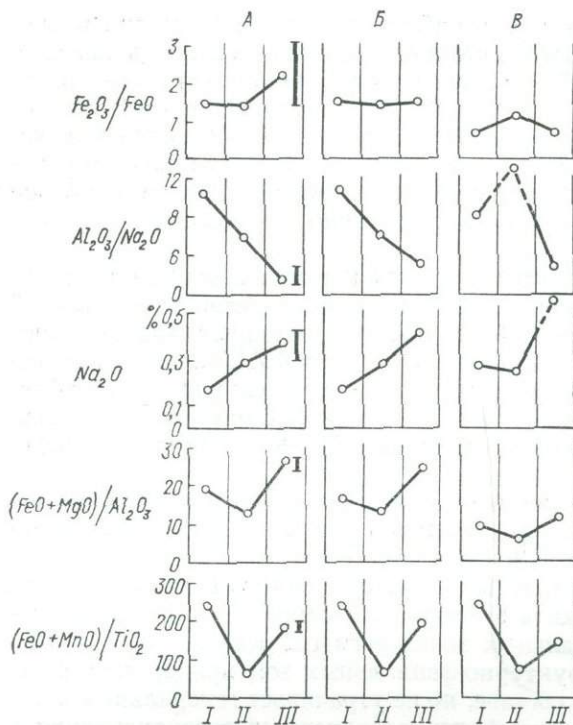 А Б В
3
2
1
0
Fe₂O₃/FeO
12
8
6
0
Al₂O₃/Na₂O
% 0,5
0,3
0,1
0
Na₂O
30
20
10
0
(FeO+MgO)/Al₂O₃
300
200
100
0
(FeO+MnO)/TiO₂
I II III I II III I II III